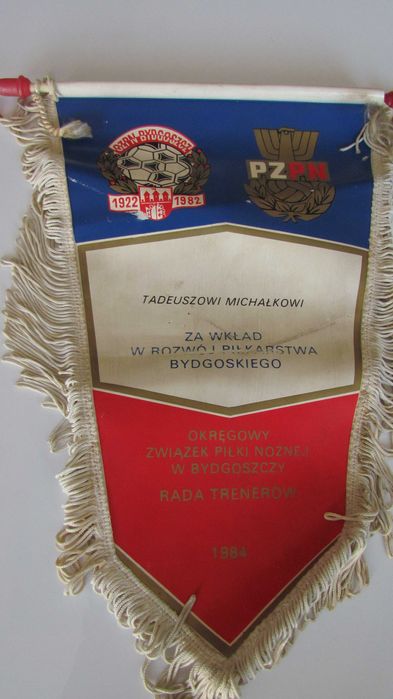 OZPN BYDGOSZCZ
1922 1982
PZPN
TADEUSZOWI MICHAŁKOWI
ZA WKŁAD
W ROZWÓJ PIŁKARSTWA
BYDGOSKIEGO
OKRĘGOWY
ZWIĄZEK PIŁKI NOŻNEJ
W BYDGOSZCZY
RADA TRENERÓW
1984